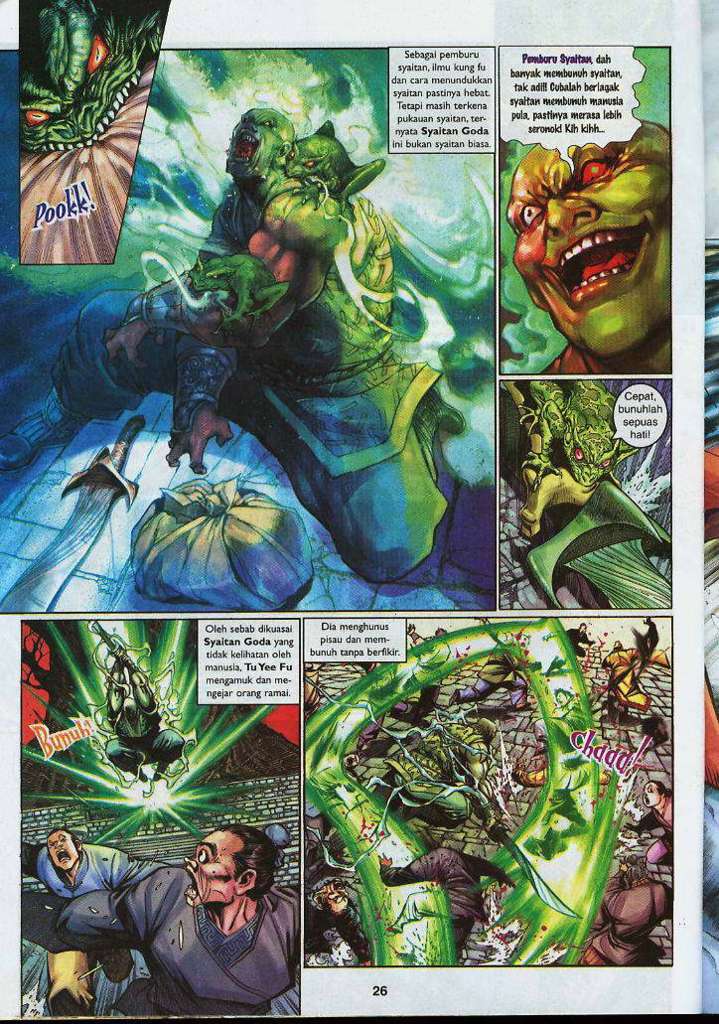 Pookk!
Sebagai pemburu
syaitan, ilmu kung fu
dan cara menundukkan
syaitan pastinya hebat.
Tetapi masih terkena
pukauan syaitan, ter-
nyata Syaitan Goda
ini bukan syaitan biasa.
Pemburu Syaitan, dah
banyak membunuh syaitan,
tak adil! Cubalah berlagak
syaitan membunuh manusia
pula, pastinya merasa lebih
seronok! Kih kihh...
Cepat,
bunuhlah
sepuas
hati!
Oleh sebab dikuasai
Syaitan Goda yang
tidak kelihatan oleh
manusia, Tu Yee Fu
mengamuk dan me-
ngejar orang ramai.
Bunuh!
Dia menghunus
pisau dan mem-
bunuh tanpa berfikir.
Chaaa!
26